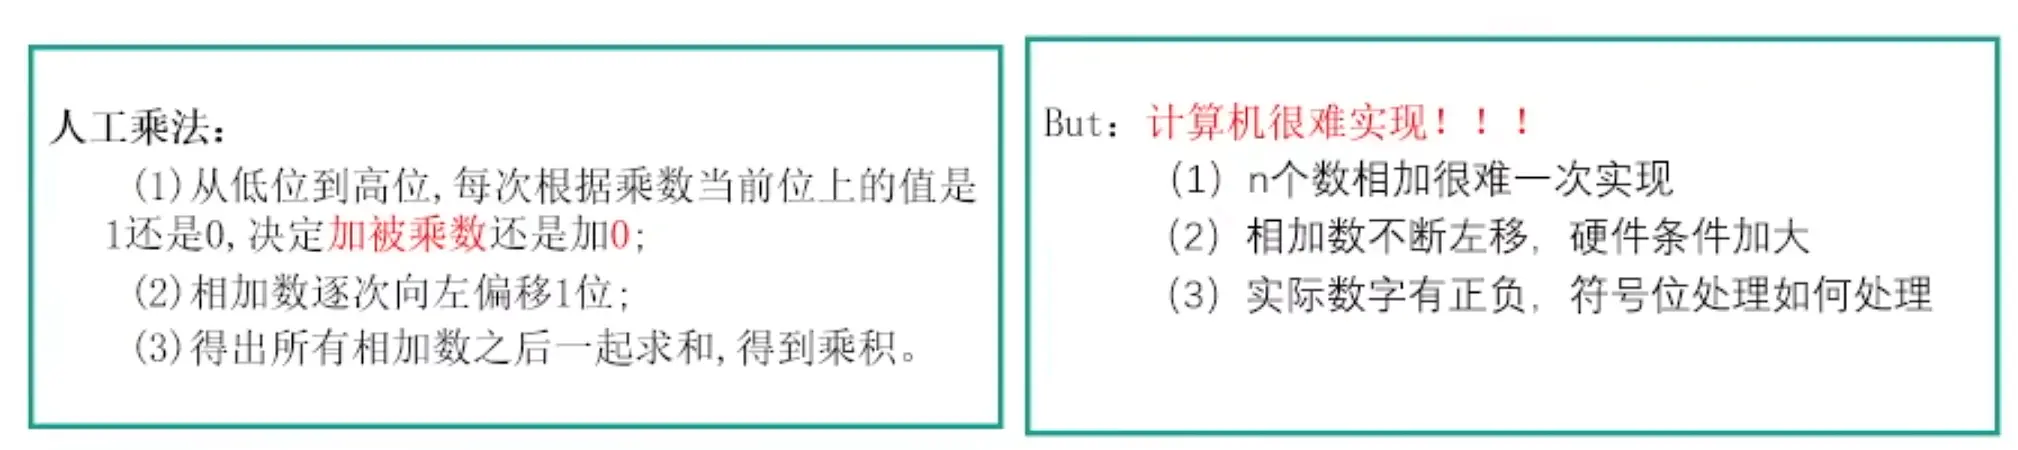 人工乘法：
(1)从低位到高位,每次根据乘数当前位上的值是
1还是0,决定加被乘数还是加0;
(2)相加数逐次向左偏移1位;
(3)得出所有相加数之后一起求和,得到乘积。
But：计算机很难实现！！！
（1）n个数相加很难一次实现
（2）相加数不断左移，硬件条件加大
（3）实际数字有正负，符号位处理如何处理